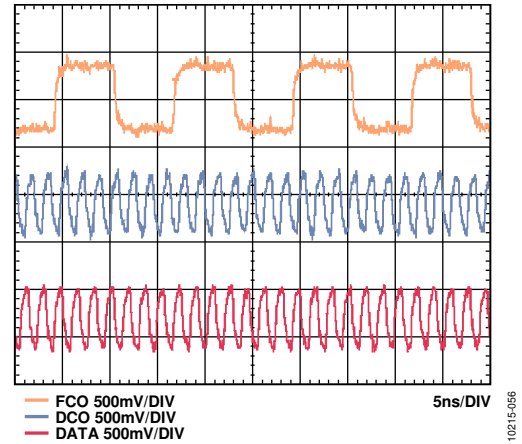 FCO 500mV/DIV
DCO 500mV/DIV
DATA 500mV/DIV
5ns/DIV
10215-056